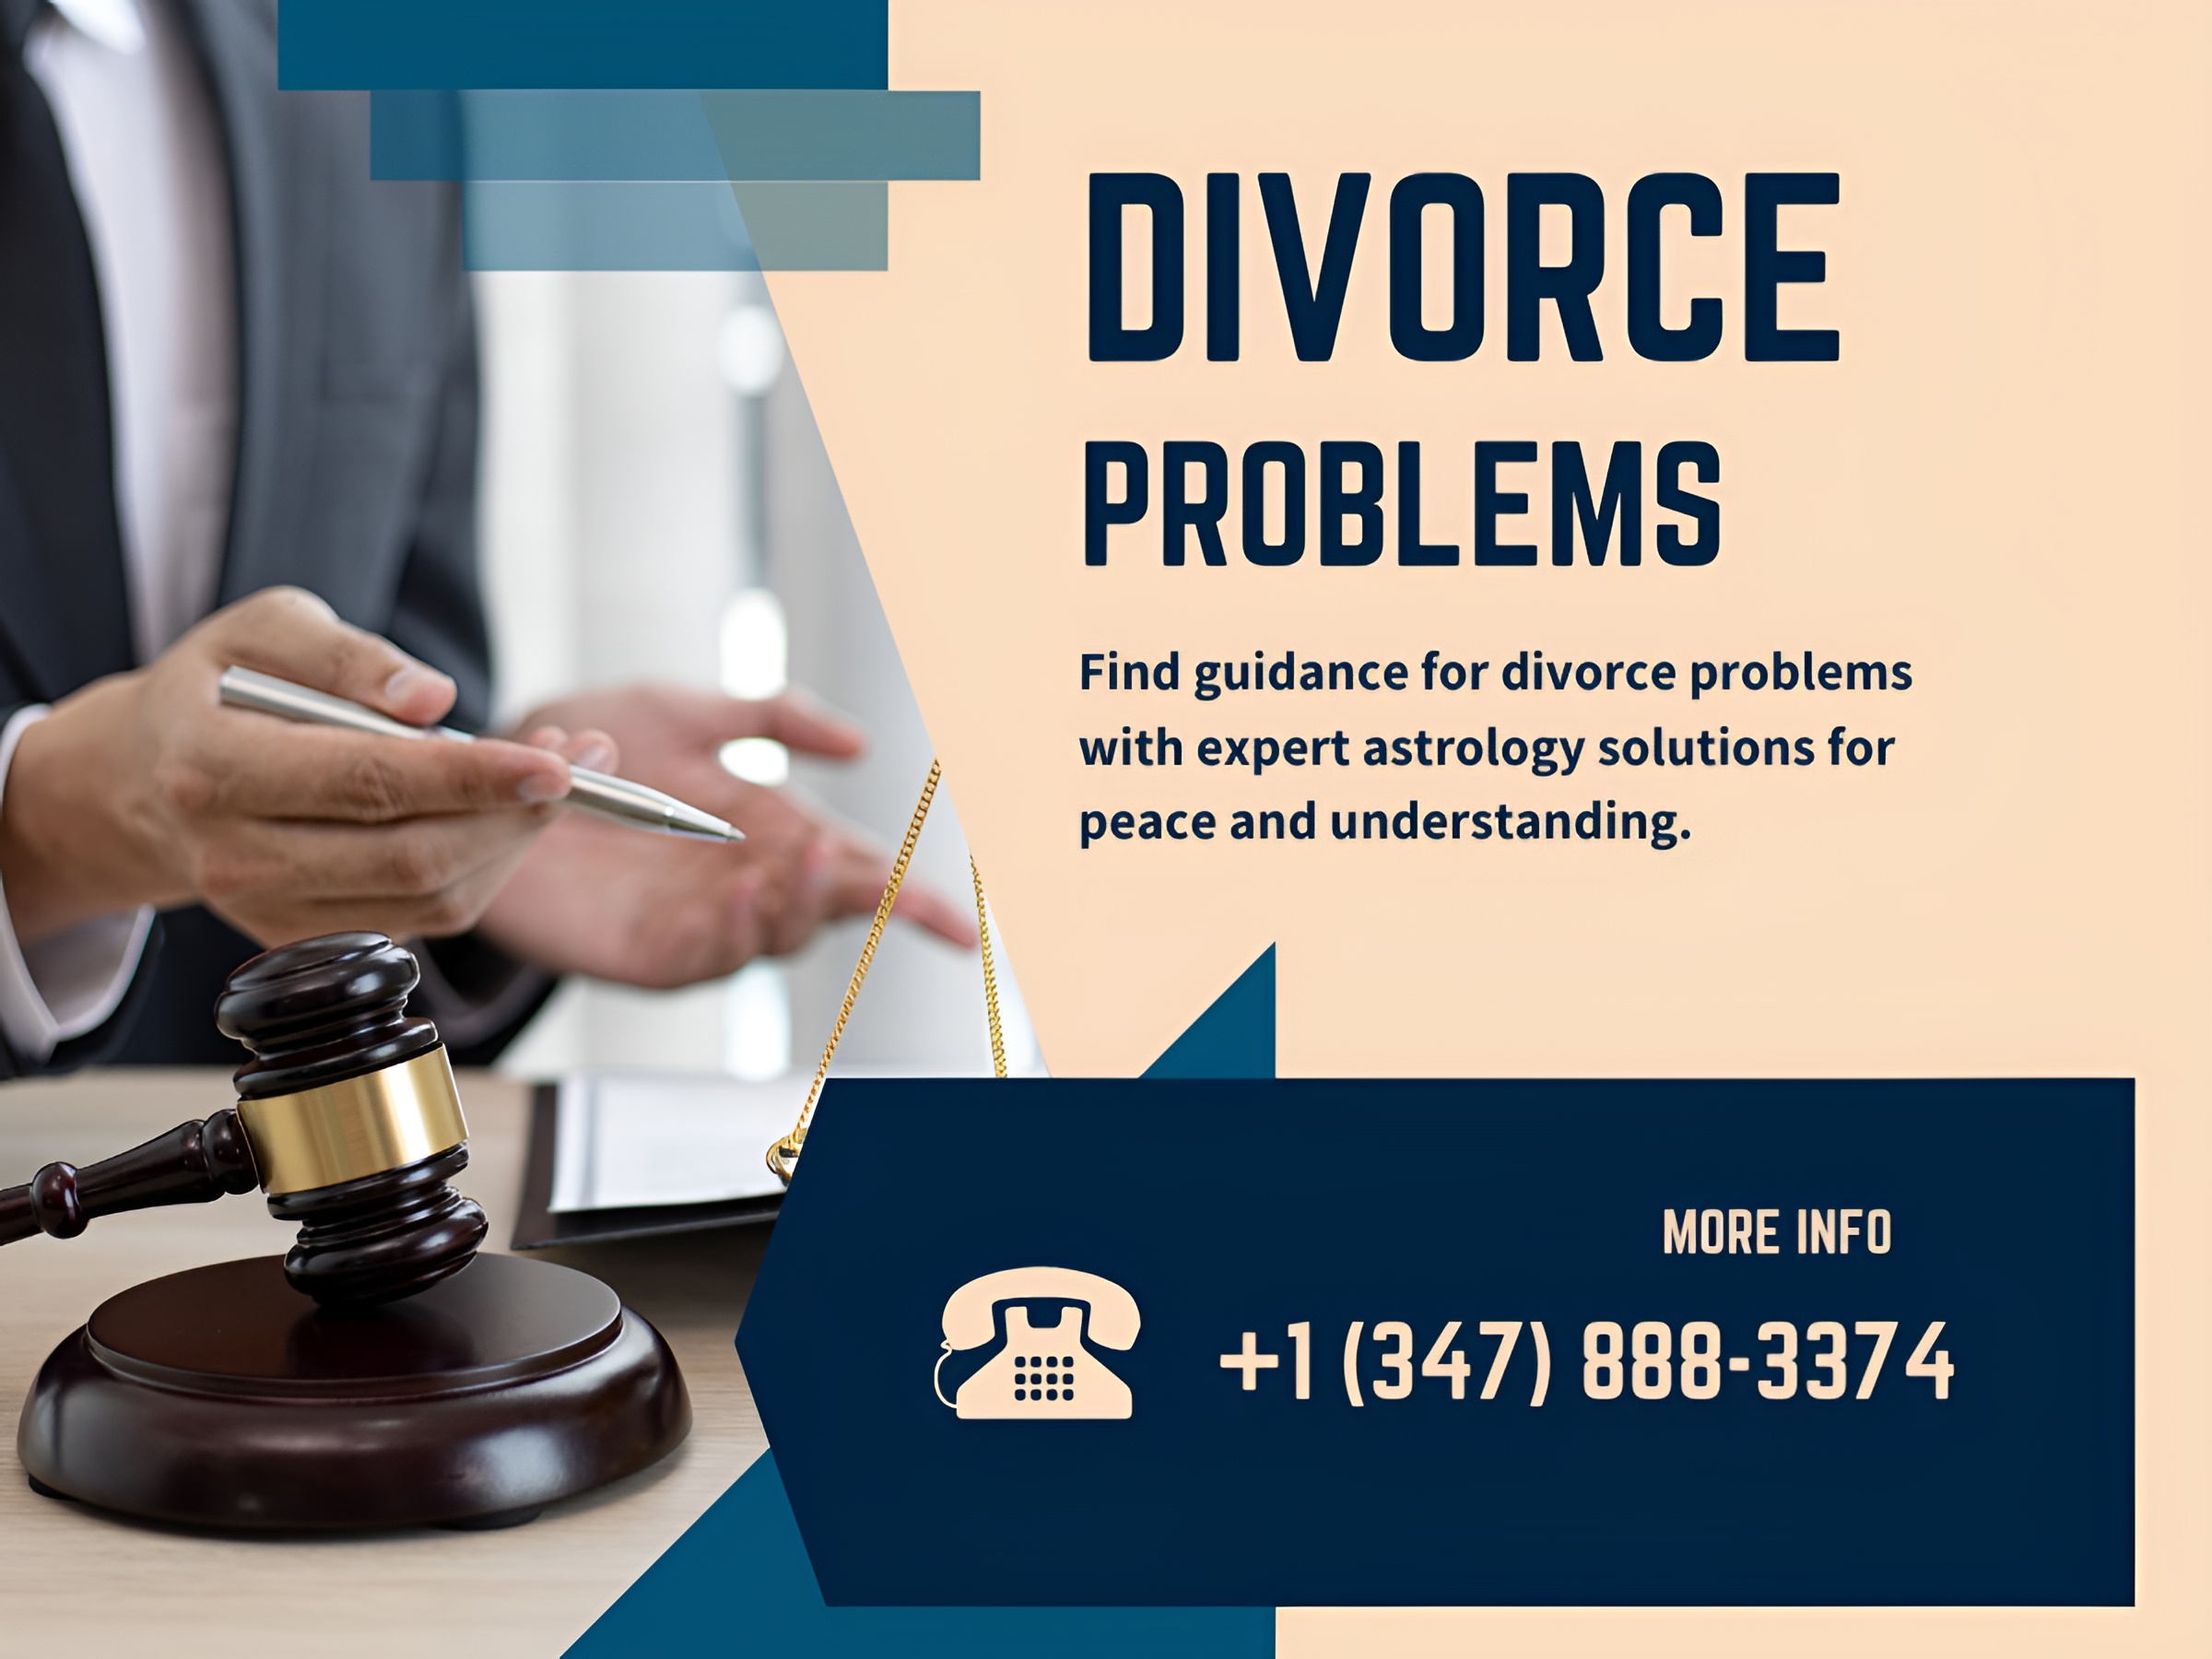 DIVORCE
PROBLEMS
Find guidance for divorce problems
with expert astrology solutions for
peace and understanding.
MORE INFO
+1 (347) 888-3374